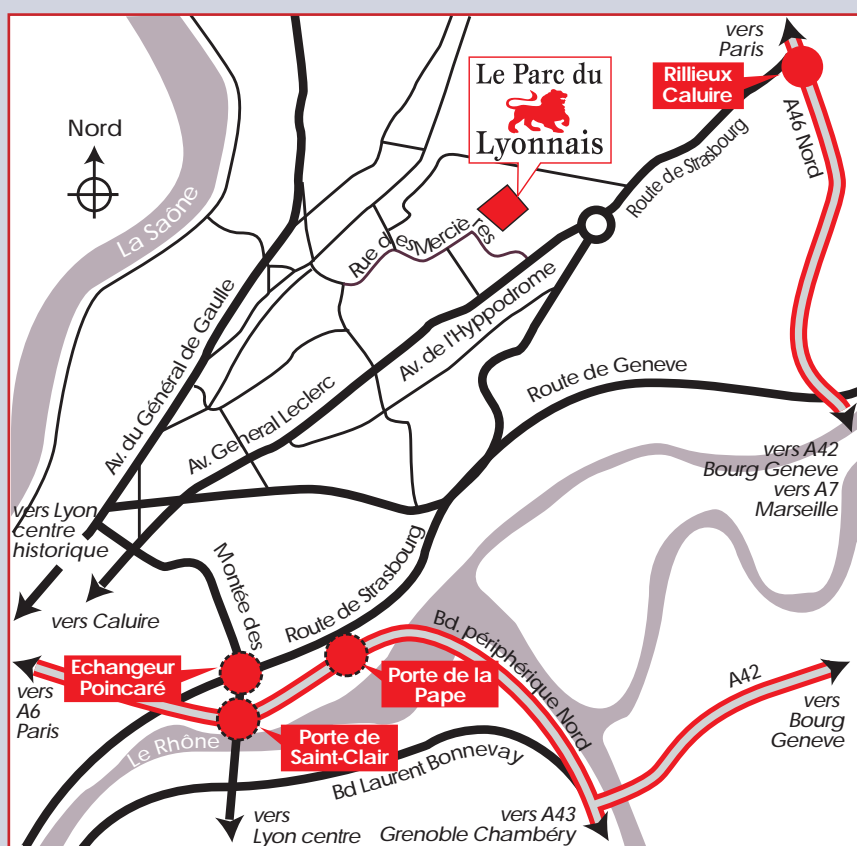 vers
Paris
Rillieux
Caluire
Le Parc du
Lyonnais
A46 Nord
Nord
Route de Strasbourg
La Saône
Rue des Mercières
Av. du Général de Gaulle
Av. de l'Hyppodrome
Route de Geneve
Av. General Leclerc
vers A42
Bourg Geneve
vers A7
Marseille
vers Lyon
centre
historique
Montée des
Route de Strasbourg
vers Caluire
Bd. périphérique Nord
Echangeur
Poincaré
Porte de la
Pape
A42
vers
A6
Paris
vers
Bourg
Geneve
Le Rhône
Porte de
Saint-Clair
Bd Laurent Bonnevay
vers
Lyon centre
vers A43
Grenoble Chambéry